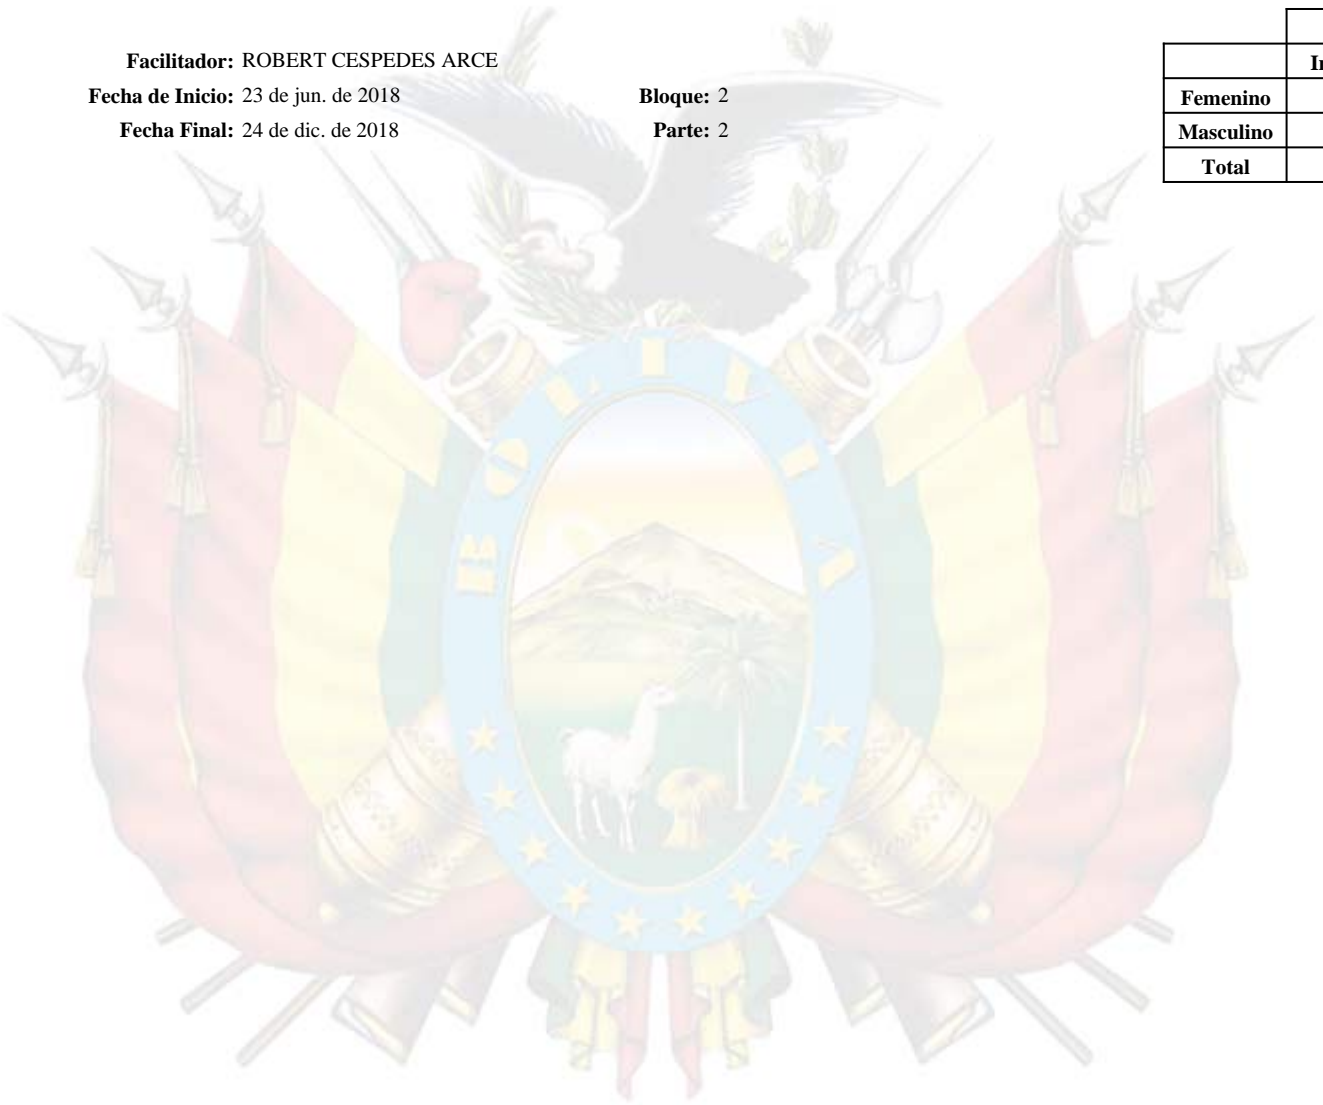 Facilitador: ROBERT CESPEDES ARCE
Fecha de Inicio: 23 de jun. de 2018 Bloque: 2
Fecha Final: 24 de dic. de 2018 Parte: 2
Femenino
Masculino
Total
BOLIVIA